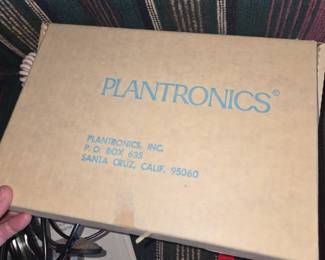 PLANTRONICS®
PLANTRONICS, INC.
P. O. BOX 635
SANTA CRUZ, CALIF. 95060